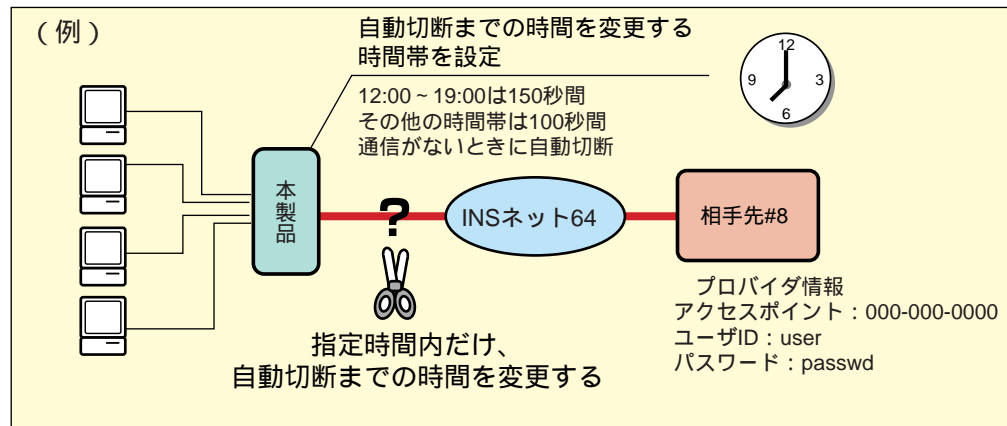 (例)
自動切断までの時間を変更する
時間帯を設定
12:00~19:00は150秒間
その他の時間帯は100秒間
通信がないときに自動切断
12
9
3
6
本製品
?
INSネット64
相手先#8
プロバイダ情報
アクセスポイント:000-000-0000
ユーザID:user
パスワード:passwd
指定時間内だけ、
自動切断までの時間を変更する